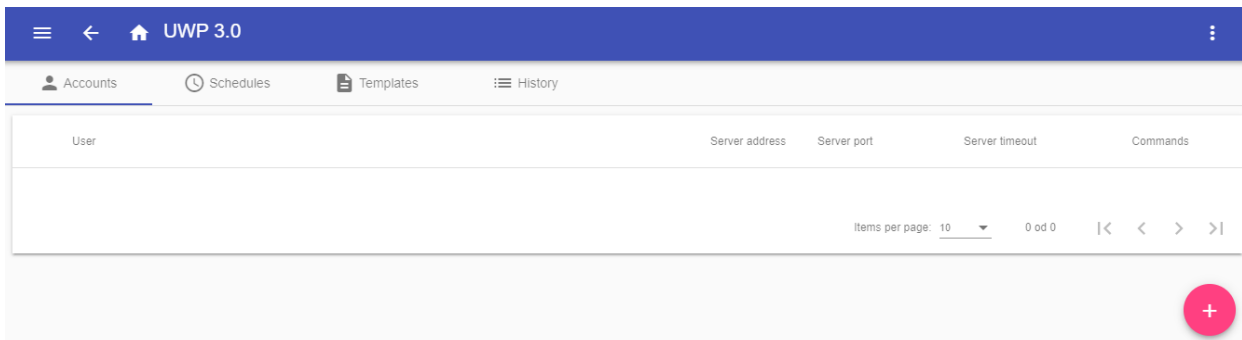 UWP 3.0
Accounts Schedules Templates History
User Server address Server port Server timeout Commands
Items per page: 10 0 od 0